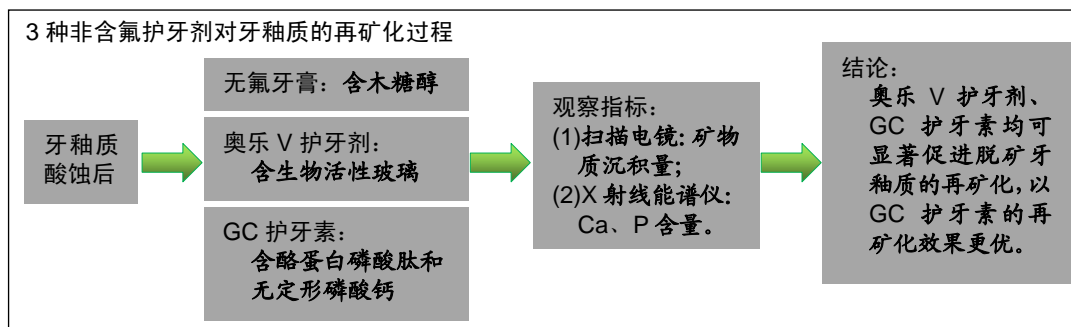 3 种非含氟护牙剂对牙釉质的再矿化过程
牙釉质
酸蚀后
无氟牙膏：含木糖醇
奥乐 V 护牙剂：
含生物活性玻璃
GC 护牙素：
含酪蛋白磷酸肽和
无定形磷酸钙
观察指标：
(1)扫描电镜: 矿物
质沉积量；
(2)X 射线能谱仪：
Ca、P 含量。
结论：
奥乐 V 护牙剂、
GC 护牙素均可
显著促进脱矿牙
釉质的再矿化, 以
GC 护牙素的再
矿化效果更优。